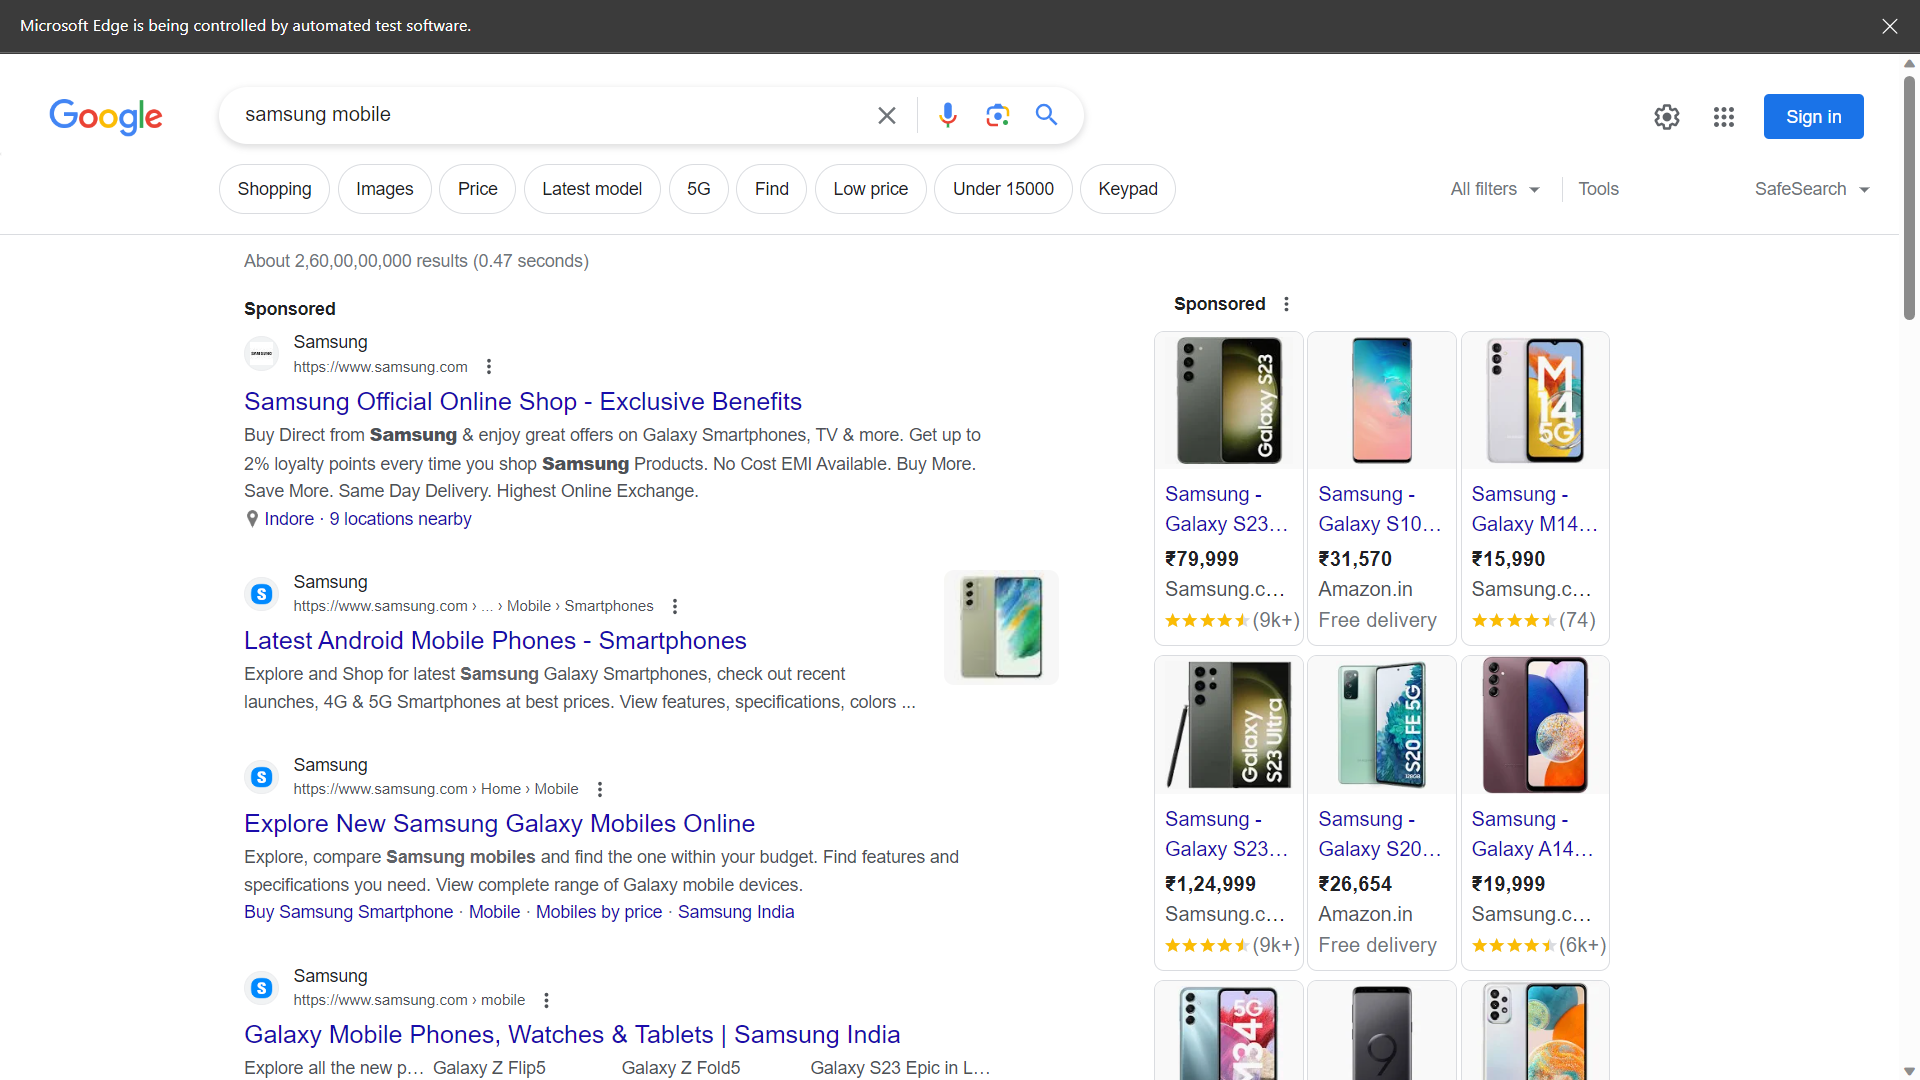 Microsoft Edge is being controlled by automated test software.
Google
samsung mobile
Sign in
Shopping
Images
Price
Latest model
5G
Find
Low price
Under 15000
Keypad
All filters
Tools
SafeSearch
About 2,60,00,00,000 results (0.47 seconds)
Sponsored
SAMSUNG
Samsung
https://www.samsung.com
Samsung Official Online Shop - Exclusive Benefits
Buy Direct from Samsung & enjoy great offers on Galaxy Smartphones, TV & more. Get up to
2% loyalty points every time you shop Samsung Products. No Cost EMI Available. Buy More.
Save More. Same Day Delivery. Highest Online Exchange.
Indore · 9 locations nearby
S
Samsung
https://www.samsung.com › ... › Mobile › Smartphones
Latest Android Mobile Phones - Smartphones
Explore and Shop for latest Samsung Galaxy Smartphones, check out recent
launches, 4G & 5G Smartphones at best prices. View features, specifications, colors ...
S
Samsung
https://www.samsung.com › Home › Mobile
Explore New Samsung Galaxy Mobiles Online
Explore, compare Samsung mobiles and find the one within your budget. Find features and
specifications you need. View complete range of Galaxy mobile devices.
Buy Samsung Smartphone · Mobile · Mobiles by price · Samsung India
S
Samsung
https://www.samsung.com › mobile
Galaxy Mobile Phones, Watches & Tablets | Samsung India
Explore all the new p... Galaxy Z Flip5 Galaxy Z Fold5 Galaxy S23 Epic in L...
Sponsored
Galaxy S23
Samsung -
Galaxy S23...
₹79,999
Samsung.c...
(9k+)
Samsung -
Galaxy S10...
₹31,570
Amazon.in
Free delivery
M
14
5G
Samsung -
Galaxy M14...
₹15,990
Samsung.c...
(74)
Galaxy
S23 Ultra
Samsung -
Galaxy S23...
₹1,24,999
Samsung.c...
(9k+)
S20 FE 5G
128GB
Samsung -
Galaxy S20...
₹26,654
Amazon.in
Free delivery
Samsung -
Galaxy A14...
₹19,999
Samsung.c...
(6k+)
M34
5G
9